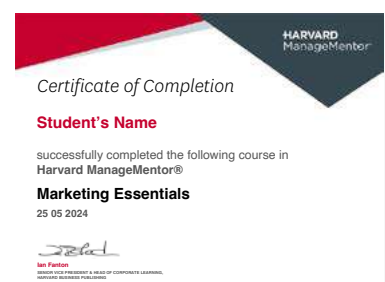 HARVARD
ManageMentor®
Certificate of Completion
Student's Name
successfully completed the following course in
Harvard ManageMentor®
Marketing Essentials
25 05 2024
Ian Fanton
SENIOR VICE PRESIDENT & HEAD OF CORPORATE LEARNING,
HARVARD BUSINESS PUBLISHING